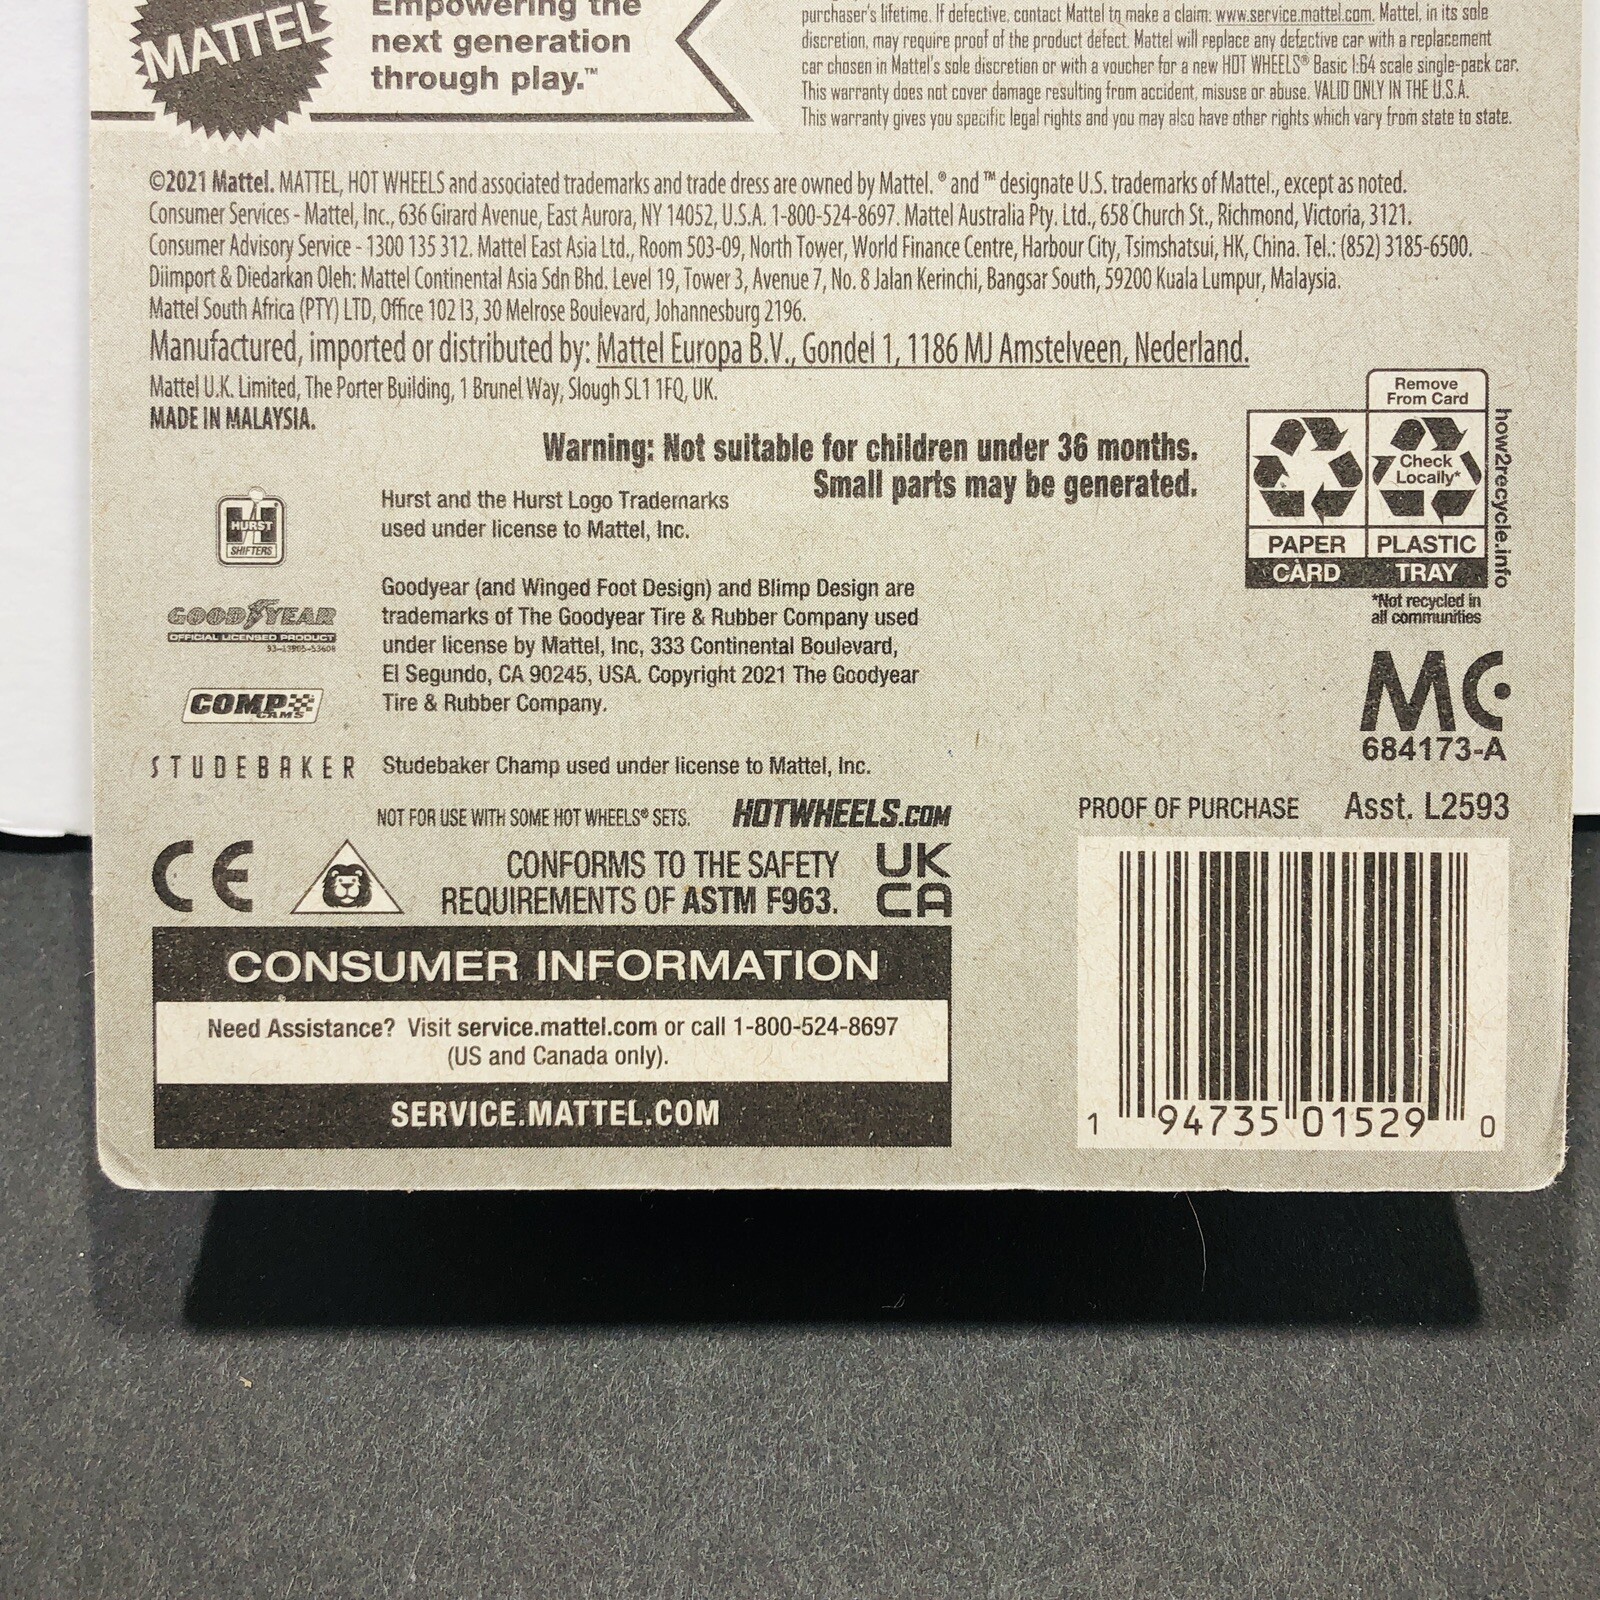 MATTEL
Empowering the
next generation
through play.™
purchaser's lifetime. If defective, contact Mattel to make a claim: www.service.mattel.com. Mattel, in its sole
discretion, may require proof of the product defect. Mattel will replace any defective car with a replacement
car chosen in Mattel's sole discretion or with a voucher for a new HOT WHEELS® Basic 1:64 scale single-pack car.
This warranty does not cover damage resulting from accident, misuse or abuse. VALID ONLY IN THE U.S.A.
This warranty gives you specific legal rights and you may also have other rights which vary from state to state.
©2021 Mattel. MATTEL, HOT WHEELS and associated trademarks and trade dress are owned by Mattel. ® and ™ designate U.S. trademarks of Mattel., except as noted.
Consumer Services - Mattel, Inc., 636 Girard Avenue, East Aurora, NY 14052, U.S.A. 1-800-524-8697. Mattel Australia Pty. Ltd., 658 Church St., Richmond, Victoria, 3121.
Consumer Advisory Service - 1300 135 312. Mattel East Asia Ltd., Room 503-09, North Tower, World Finance Centre, Harbour City, Tsimshatsui, HK, China. Tel.: (852) 3185-6500.
Diimport & Diedarkan Oleh: Mattel Continental Asia Sdn Bhd. Level 19, Tower 3, Avenue 7, No. 8 Jalan Kerinchi, Bangsar South, 59200 Kuala Lumpur, Malaysia.
Mattel South Africa (PTY) LTD, Office 102 I3, 30 Melrose Boulevard, Johannesburg 2196.
Manufactured, imported or distributed by: Mattel Europa B.V., Gondel 1, 1186 MJ Amstelveen, Nederland.
Mattel U.K. Limited, The Porter Building, 1 Brunel Way, Slough SL1 1FQ, UK.
MADE IN MALAYSIA.
Warning: Not suitable for children under 36 months.
Small parts may be generated.
Remove
From Card
Check
Locally*
PAPER
PLASTIC
CARD
TRAY
how2recycle.info
*Not recycled in
all communities
HURST
SHIFTERS
Hurst and the Hurst Logo Trademarks
used under license to Mattel, Inc.
GOODYEAR
OFFICIAL LICENSED PRODUCT
Goodyear (and Winged Foot Design) and Blimp Design are
trademarks of The Goodyear Tire & Rubber Company used
under license by Mattel, Inc, 333 Continental Boulevard,
El Segundo, CA 90245, USA. Copyright 2021 The Goodyear
Tire & Rubber Company.
COMP
CAMS
STUDEBAKER
Studebaker Champ used under license to Mattel, Inc.
MC
684173-A
NOT FOR USE WITH SOME HOT WHEELS® SETS.
HOTWHEELS.COM
PROOF OF PURCHASE
Asst. L2593
CE
CONFORMS TO THE SAFETY
REQUIREMENTS OF ASTM F963.
UK
CA
CONSUMER INFORMATION
Need Assistance? Visit service.mattel.com or call 1-800-524-8697
(US and Canada only).
SERVICE.MATTEL.COM
1 94735 01529 0